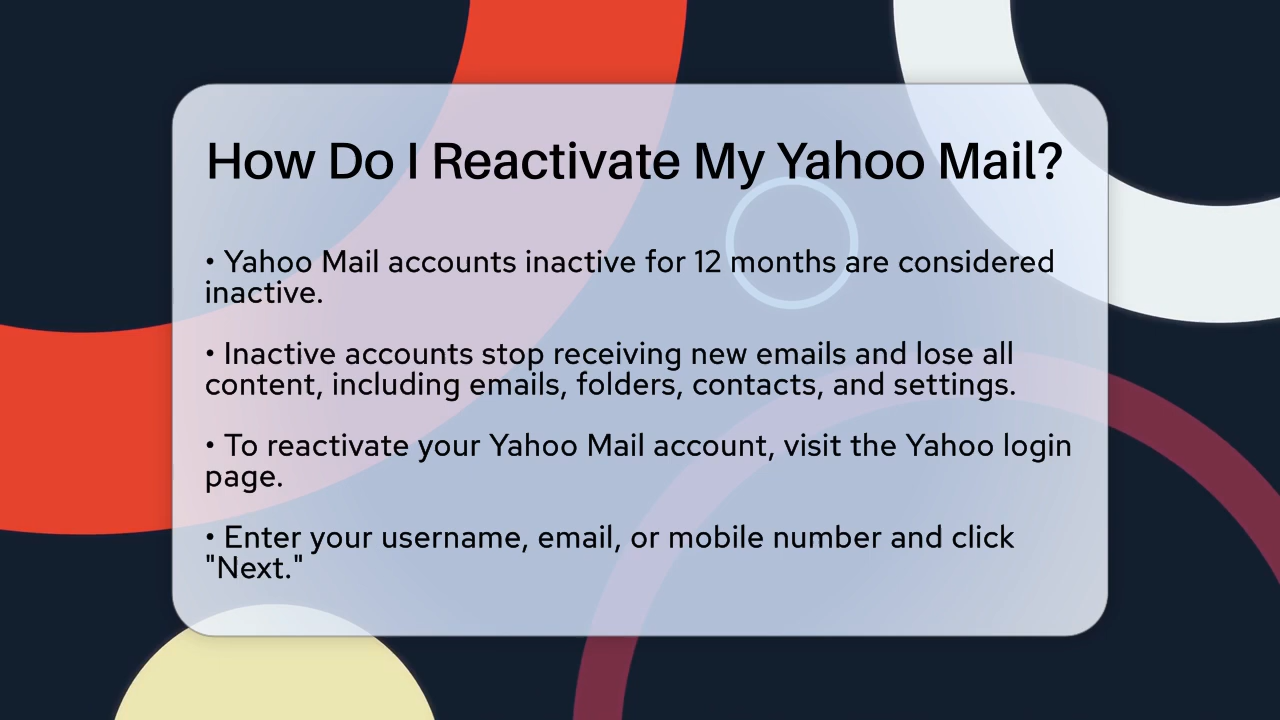 How Do I Reactivate My Yahoo Mail?
• Yahoo Mail accounts inactive for 12 months are considered
inactive.
• Inactive accounts stop receiving new emails and lose all
content, including emails, folders, contacts, and settings.
• To reactivate your Yahoo Mail account, visit the Yahoo login
page.
• Enter your username, email, or mobile number and click
"Next."